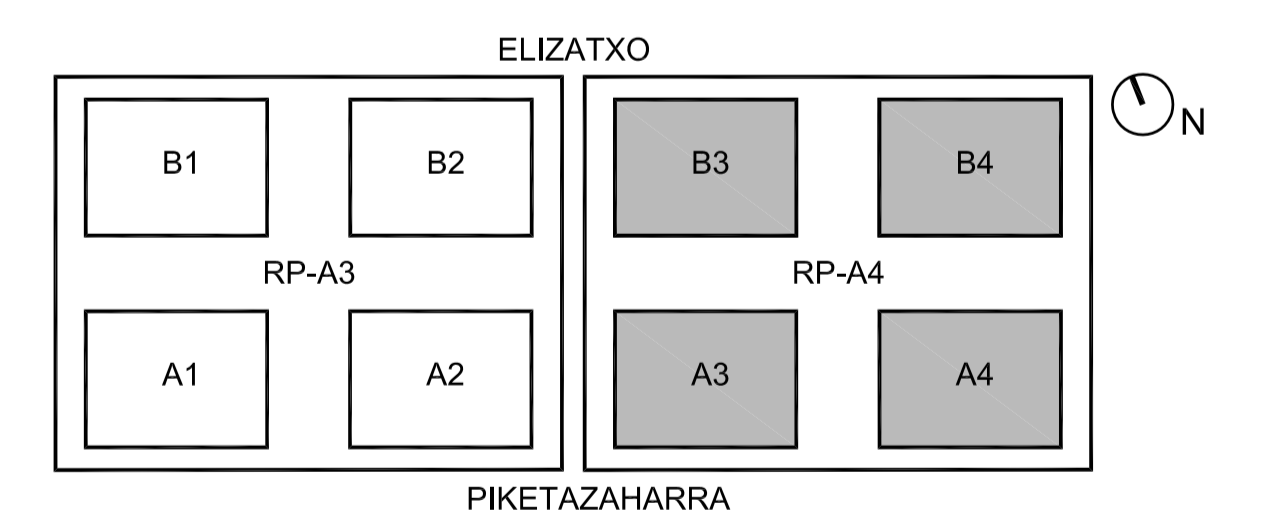 ELIZATXO
N
B1 B2 B3 B4
RP-A3 RP-A4
A1 A2 A3 A4
PIKETAZAHARRA